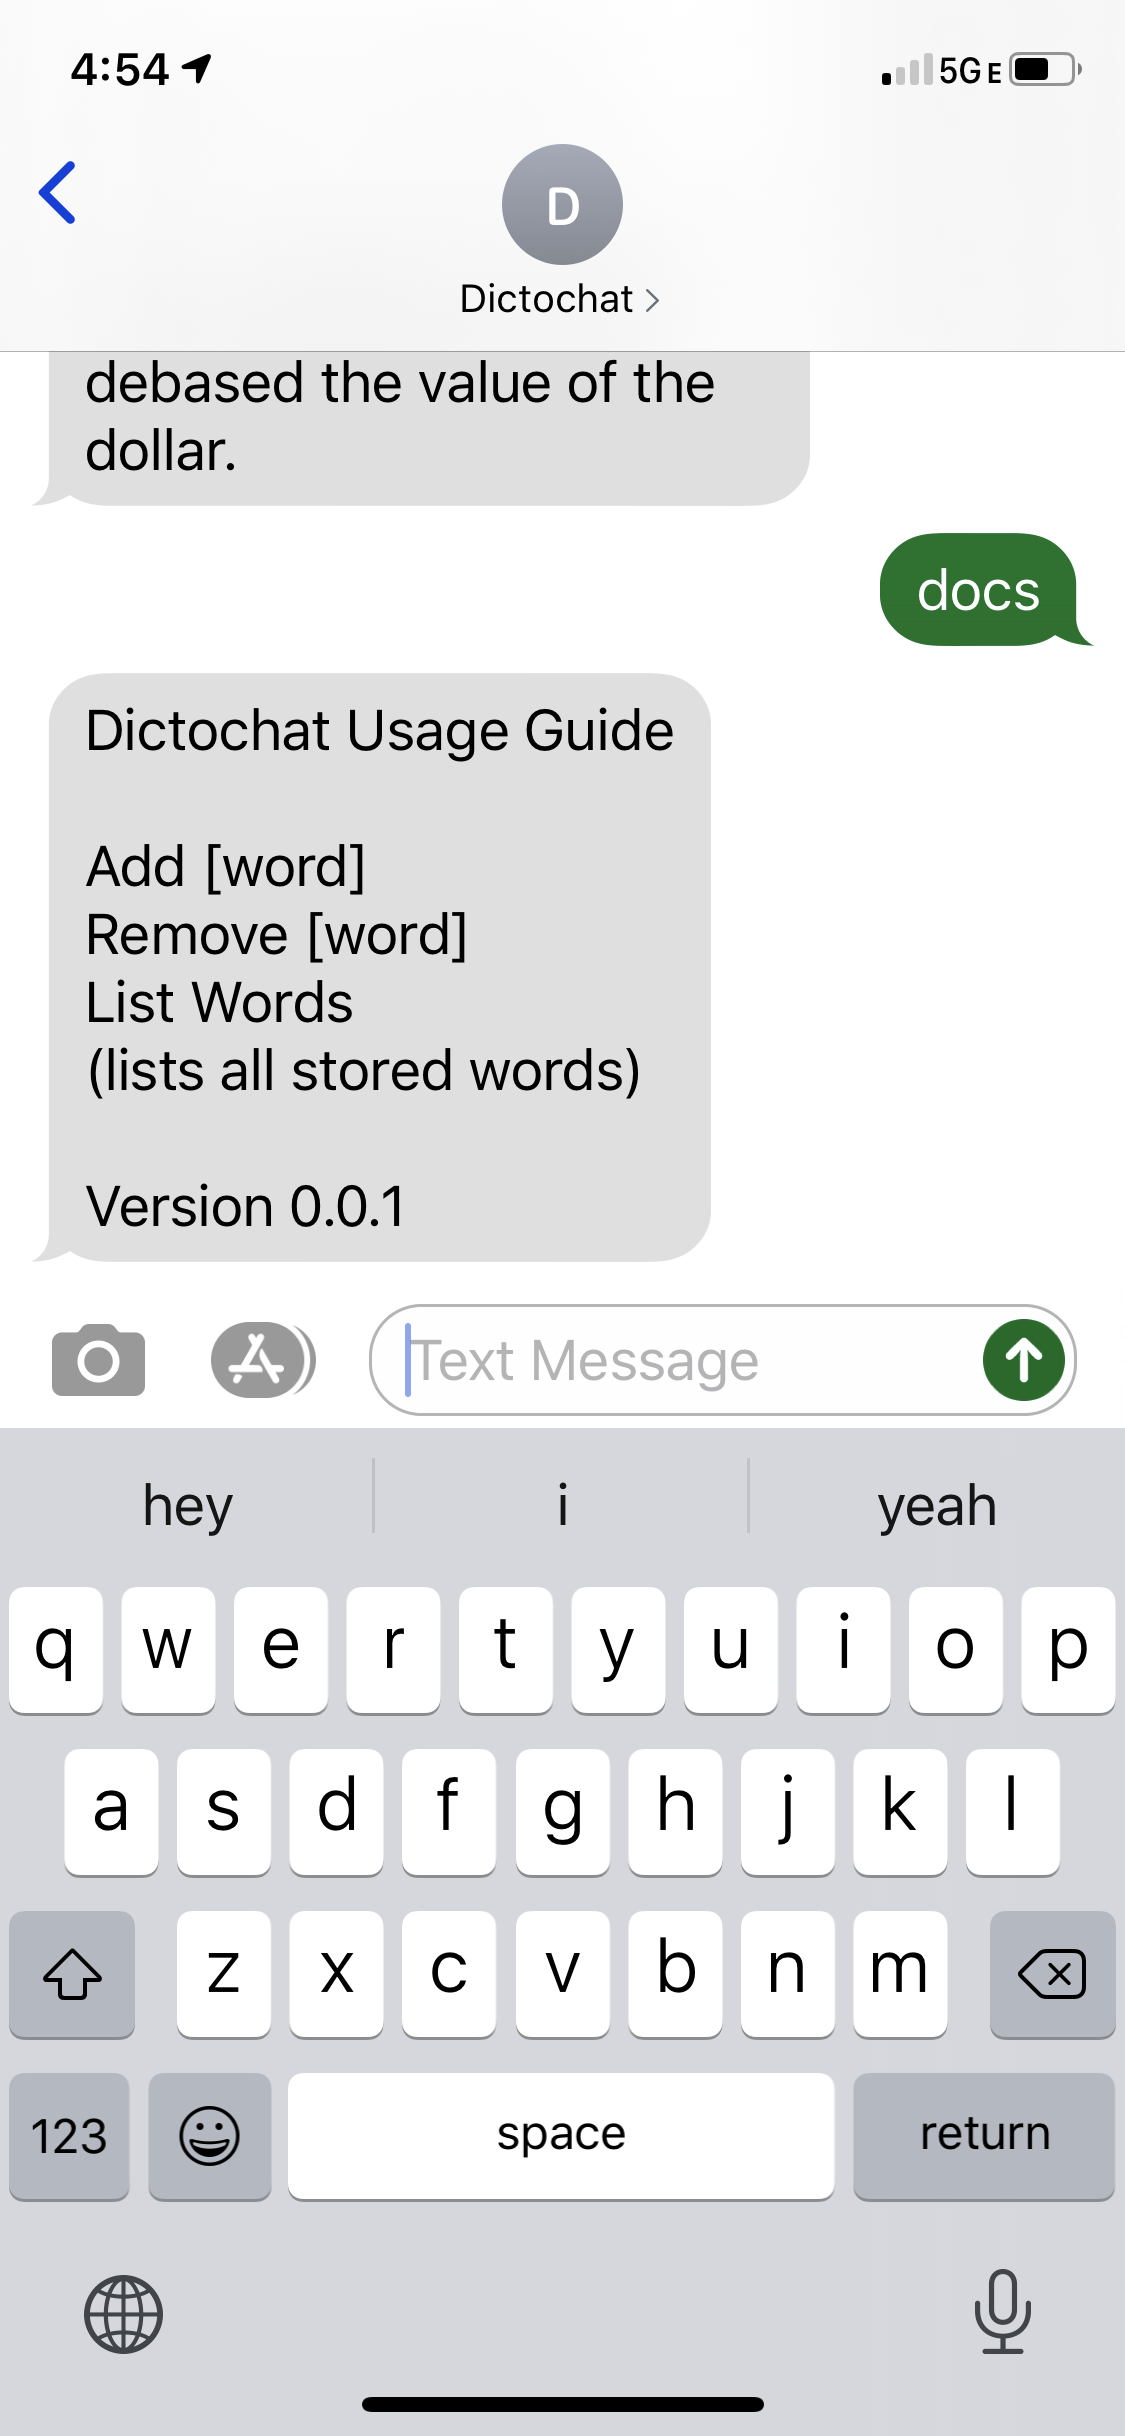 4:54
5G E
D
Dictochat
debased the value of the
dollar.
docs
Dictochat Usage Guide
Add [word]
Remove [word]
List Words
(lists all stored words)
Version 0.0.1
Text Message
hey i yeah
q w e r t y u i o p
a s d f g h j k l
z x c v b n m
123 space return